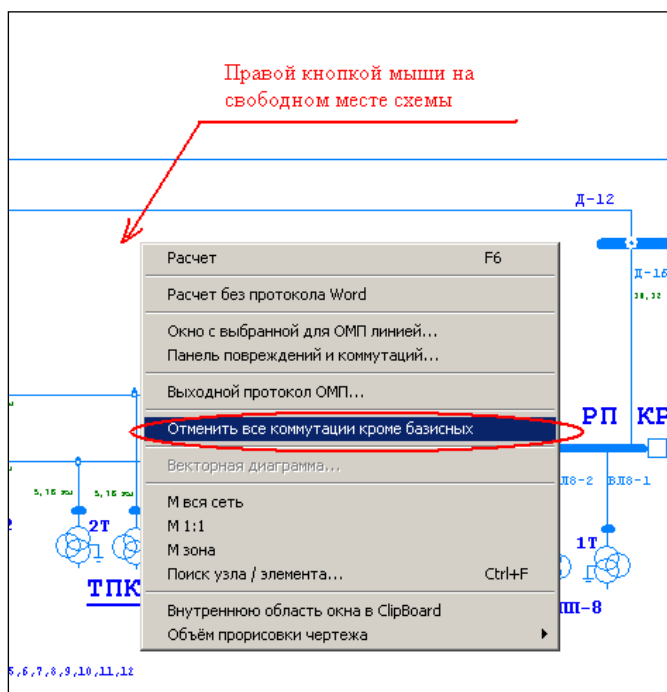 Правой кнопкой мыши на
свободном месте схемы
Д-12
Д-16
Расчет F6
Расчет без протокола Word
Окно с выбранной для ОМП линией...
Панель повреждений и коммутаций...
Выходной протокол ОМП...
Отменить все коммутации кроме базисных
РП КР
Векторная диаграмма...
ВЛ8-1
М вся сеть
М 1:1
М зона
Поиск узла / элемента... Ctrl+F
2Т
1Т
ТПК
ПП-8
Внутреннюю область окна в ClipBoard
Объём прорисовки чертежа
5,6,7,8,9,10,11,12